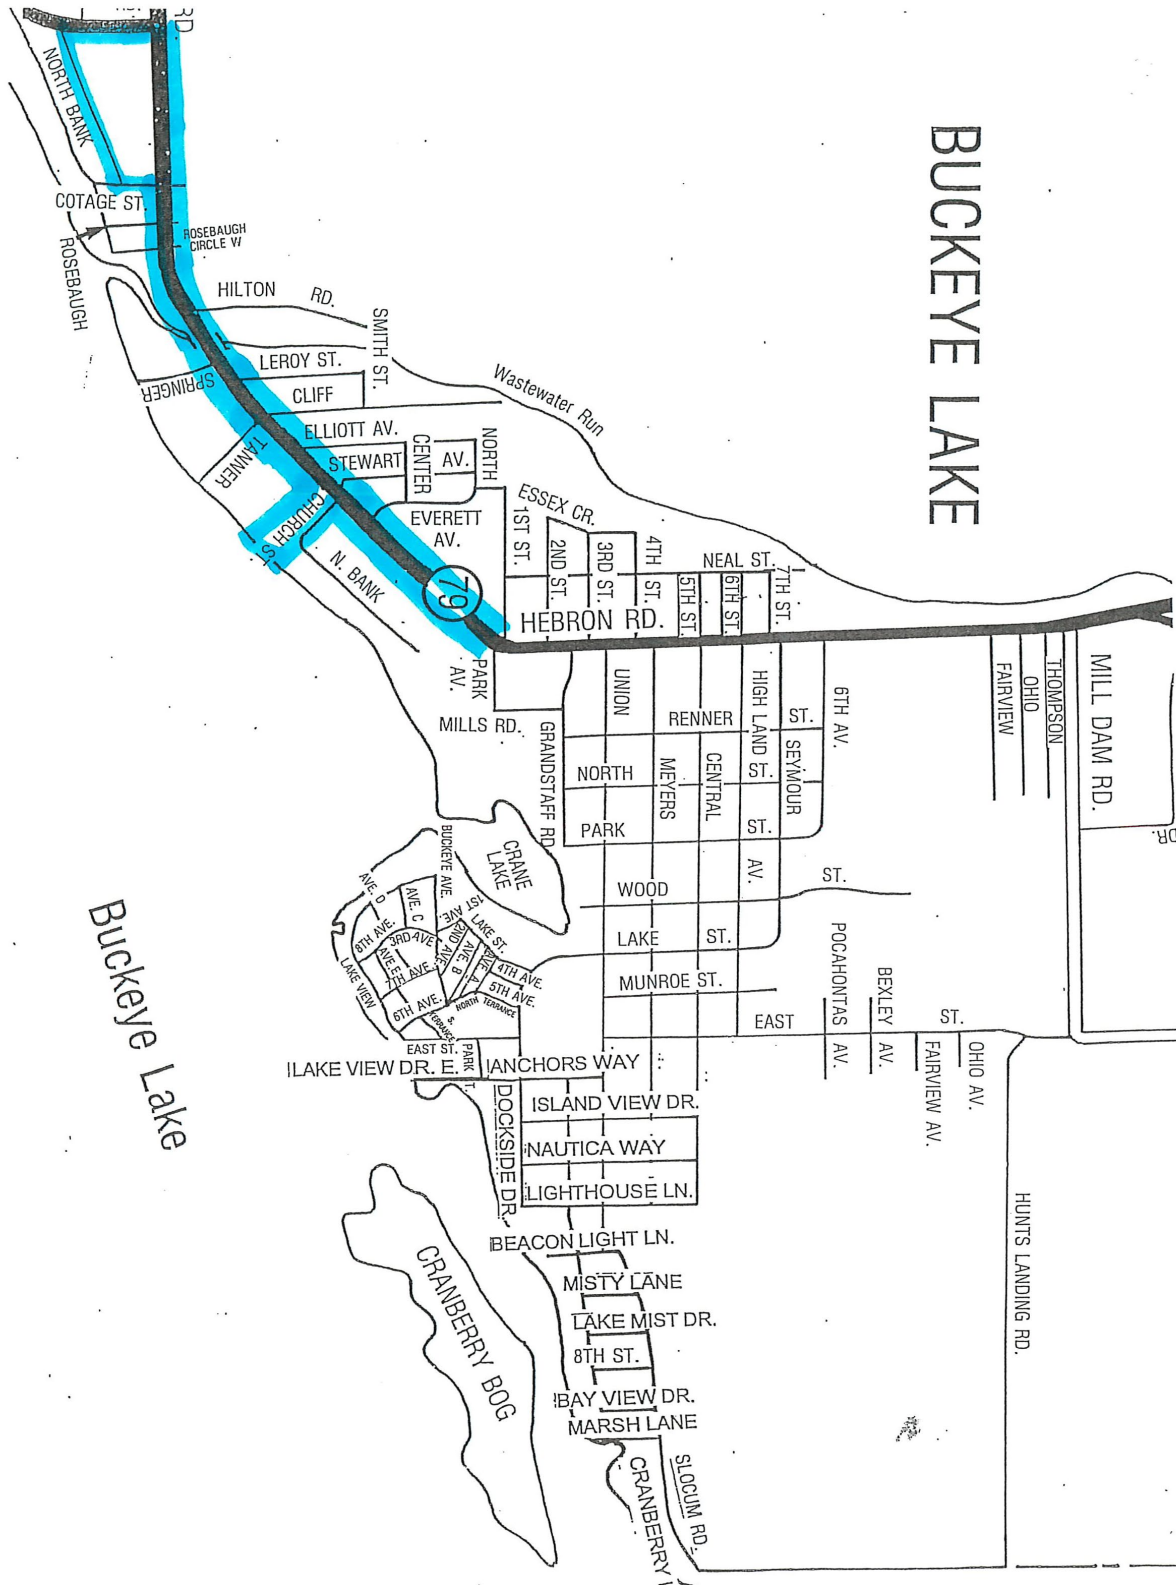 RD
NORTH BANK
COTAGE ST.
ROSEBAUGH
CIRCLE W
ROSEBAUGH
BUCKEYE LAKE
HILTON RD.
SMITH ST.
LEROY ST.
CLIFF
SPRINGER
Wastewater Run
ELLIOTT AV.
TANNER
STEWART
CENTER
AV.
NORTH
CHURCH
ST.
EVERETT
AV.
N. BANK
ESSEX CR.
1ST ST.
2ND ST.
3RD ST.
4TH ST.
NEAL ST.
5TH ST.
6TH ST.
7TH ST.
79
HEBRON RD.
PARK
AV.
MILLS RD.
GRANDSTAFF RD.
UNION
RENNER ST.
HIGH LAND
AV.
6TH AV.
NORTH ST.
MEYERS
CENTRAL
SEYMOUR
PARK ST.
FAIRVIEW
OHIO
THOMPSON
MILL DAM RD.
DR.
CRANE
LAKE
WOOD ST.
LAKE ST.
MUNROE ST.
EAST ST.
POCAHONTAS
AV.
BEXLEY
AV.
FAIRVIEW AV.
OHIO AV.
BUCKEYE AVE.
AVE. D
AVE. C
1ST AVE.
LAKE ST.
8TH AVE.
3RD AVE
2ND AVE.
AVE. B
AVE. A
4TH AVE.
5TH AVE.
AVE. E
7TH AVE.
6TH AVE.
LAKE VIEW
NORTH TERRANCE
S.
TERRANCE
EAST ST.
PARK
LAKE VIEW DR. E.
ANCHORS WAY
ISLAND VIEW DR.
DOCKSIDE DR.
NAUTICA WAY
LIGHTHOUSE LN.
BEACON LIGHT LN.
MISTY LANE
LAKE MIST DR.
8TH ST.
BAY VIEW DR.
MARSH LANE
HUNTS LANDING RD.
SLOCUM RD.
CRANBERRY
Buckeye Lake
CRANBERRY BOG